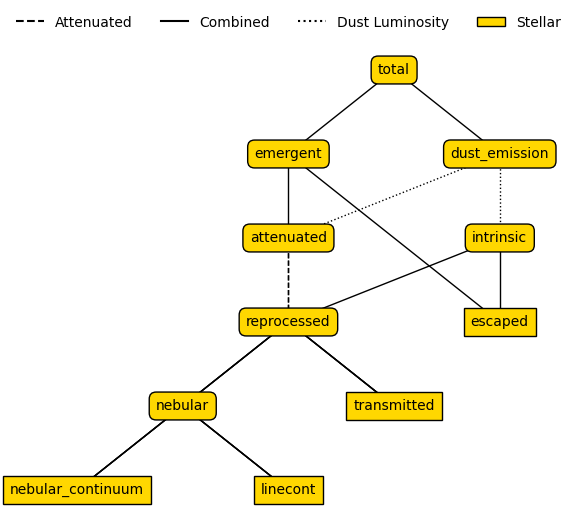 Attenuated Combined Dust Luminosity Stellar
total
emergent dust_emission
attenuated intrinsic
reprocessed escaped
nebular transmitted
nebular_continuum linecont